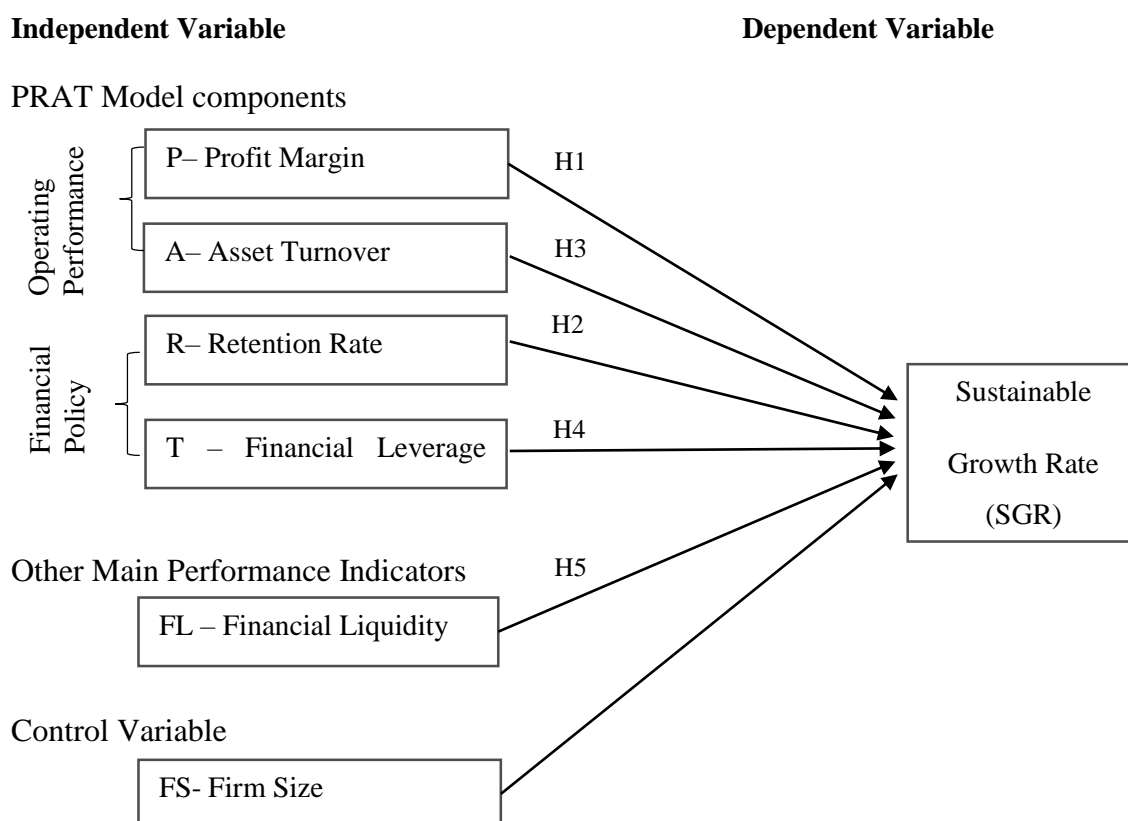 Independent Variable
Dependent Variable
PRAT Model components
Operating
Performance
P– Profit Margin
H1
A– Asset Turnover
H3
Financial
Policy
R– Retention Rate
H2
T – Financial Leverage
H4
Sustainable
Growth Rate
(SGR)
Other Main Performance Indicators
H5
FL – Financial Liquidity
Control Variable
FS- Firm Size